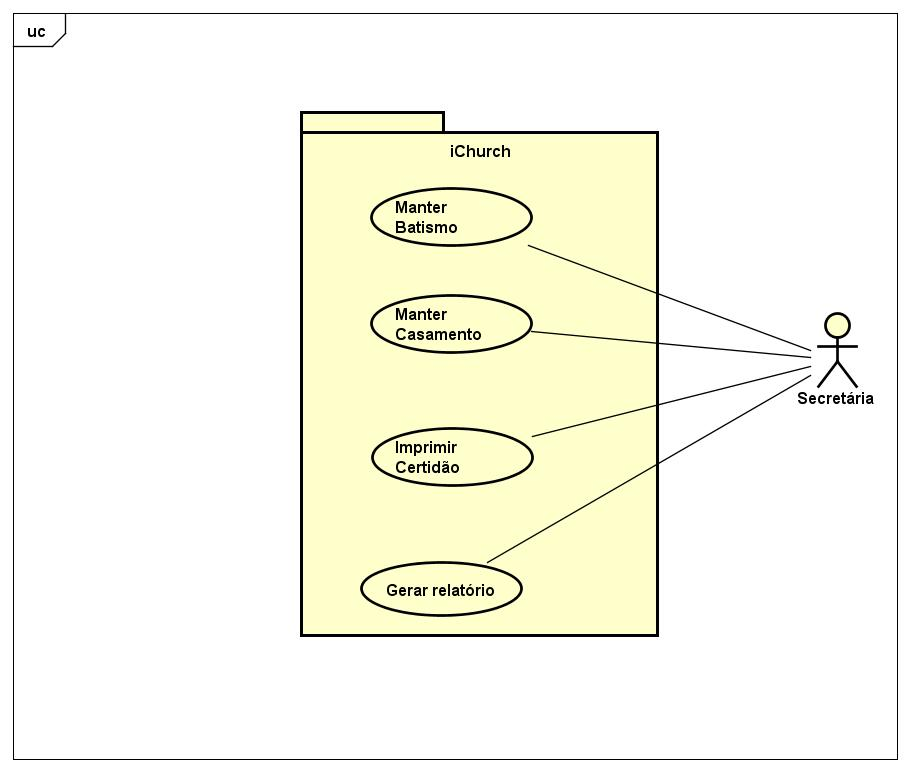 uc
iChurch
Manter
Batismo
Manter
Casamento
Secretária
Imprimir
Certidão
Gerar relatório